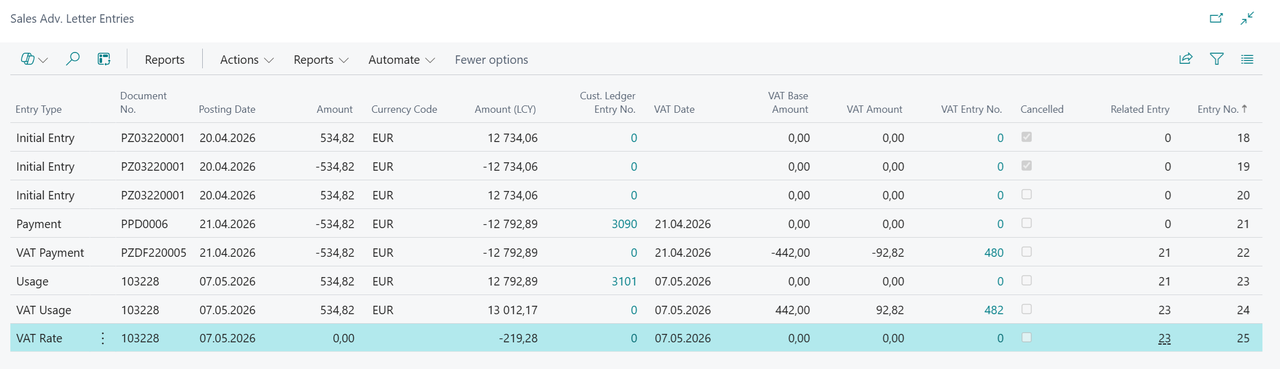 Sales Adv. Letter Entries
Reports Actions Reports Automate Fewer options
Entry Type Document No. Posting Date Amount Currency Code Amount (LCY) Cust. Ledger Entry No. VAT Date VAT Base Amount VAT Amount VAT Entry No. Cancelled Related Entry Entry No. ↑
Initial Entry PZ03220001 20.04.2026 534,82 EUR 12 734,06 0 0,00 0,00 0 0 18
Initial Entry PZ03220001 20.04.2026 -534,82 EUR -12 734,06 0 0,00 0,00 0 0 19
Initial Entry PZ03220001 20.04.2026 534,82 EUR 12 734,06 0 0,00 0,00 0 0 20
Payment PPD0006 21.04.2026 -534,82 EUR -12 792,89 3090 21.04.2026 0,00 0,00 0 0 21
VAT Payment PZDF220005 21.04.2026 -534,82 EUR -12 792,89 0 21.04.2026 -442,00 -92,82 480 21 22
Usage 103228 07.05.2026 534,82 EUR 12 792,89 3101 07.05.2026 0,00 0,00 0 21 23
VAT Usage 103228 07.05.2026 534,82 EUR 13 012,17 0 07.05.2026 442,00 92,82 482 23 24
VAT Rate 103228 07.05.2026 0,00 -219,28 0 07.05.2026 0,00 0,00 0 23 25